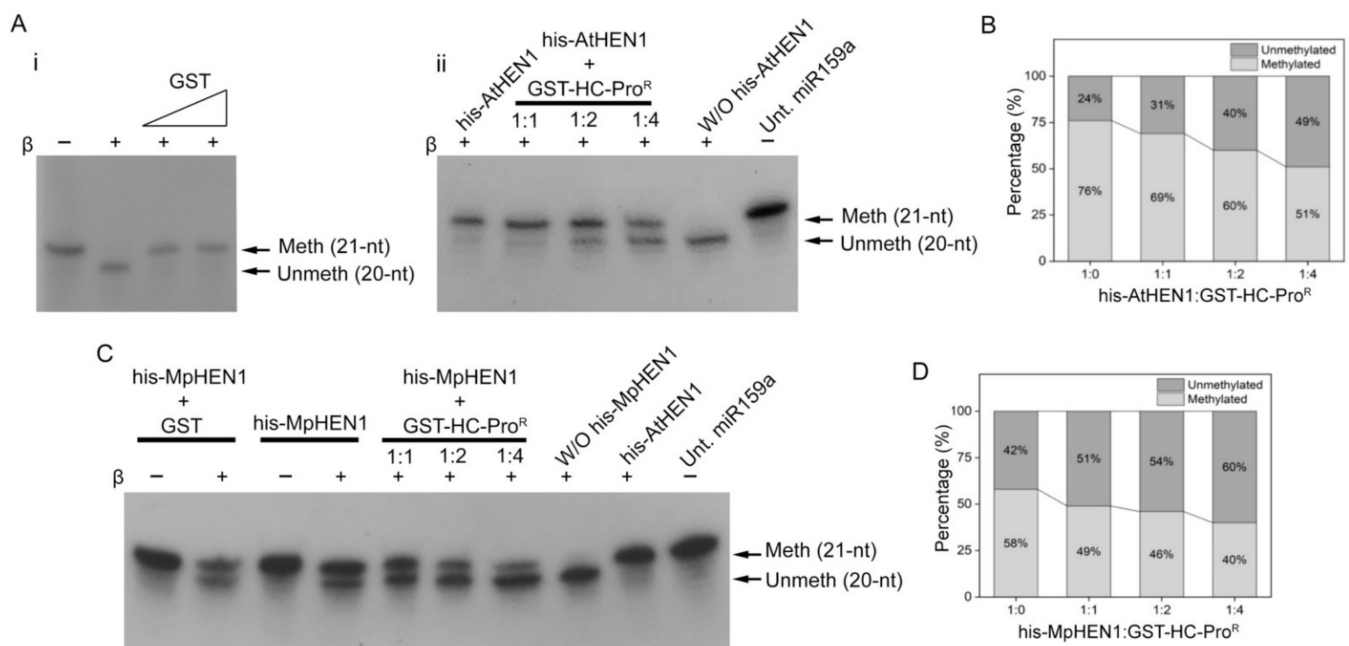 A
i
GST
β – + + +
Meth (21-nt)
Unmeth (20-nt)
ii
his-AtHEN1
his-AtHEN1
+
GST-HC-Proᴿ
1:1 1:2 1:4
W/O his-AtHEN1
Unt. miR159a
β + + + + + –
Meth (21-nt)
Unmeth (20-nt)
B
Unmethylated
Methylated
Percentage (%)
100
75
50
25
0
24% 31% 40% 49%
76% 69% 60% 51%
1:0 1:1 1:2 1:4
his-AtHEN1:GST-HC-Proᴿ
C
his-MpHEN1
+
GST
his-MpHEN1
his-MpHEN1
+
GST-HC-Proᴿ
1:1 1:2 1:4
W/O his-MpHEN1
his-AtHEN1
Unt. miR159a
β – + – + + + + + + –
Meth (21-nt)
Unmeth (20-nt)
D
Unmethylated
Methylated
Percentage (%)
100
75
50
25
0
42% 51% 54% 60%
58% 49% 46% 40%
1:0 1:1 1:2 1:4
his-MpHEN1:GST-HC-Proᴿ